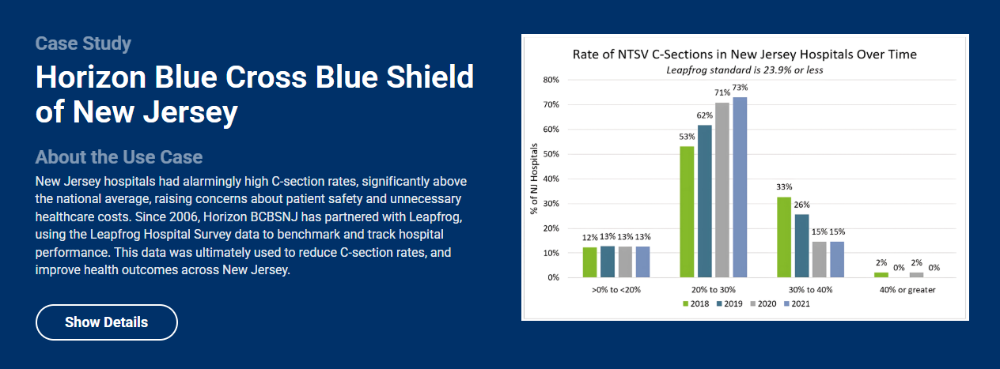 Case Study
Horizon Blue Cross Blue Shield
of New Jersey
About the Use Case
New Jersey hospitals had alarmingly high C-section rates, significantly above
the national average, raising concerns about patient safety and unnecessary
healthcare costs. Since 2006, Horizon BCBSNJ has partnered with Leapfrog,
using the Leapfrog Hospital Survey data to benchmark and track hospital
performance. This data was ultimately used to reduce C-section rates, and
improve health outcomes across New Jersey.
Show Details
Rate of NTSV C-Sections in New Jersey Hospitals Over Time
Leapfrog standard is 23.9% or less
% of NJ Hospitals
80%
70%
60%
50%
40%
30%
20%
10%
0%
12% 13% 13% 13%
53% 62% 71% 73%
33% 26% 15% 15%
2% 0% 2% 0%
>0% to <20% 20% to 30% 30% to 40% 40% or greater
2018 2019 2020 2021